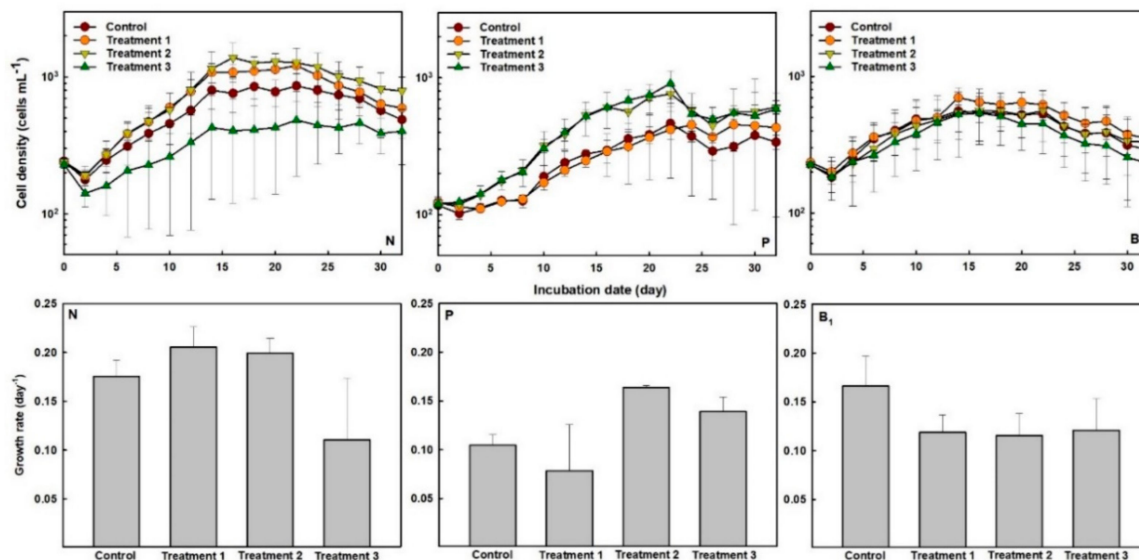 Control
Treatment 1
Treatment 2
Treatment 3
Control
Treatment 1
Treatment 2
Treatment 3
Control
Treatment 1
Treatment 2
Treatment 3
Cell density (cells mL⁻¹)
10³
10²
10³
10²
10³
10²
N
P
B
0 5 10 15 20 25 30
0 5 10 15 20 25 30
0 5 10 15 20 25 30
Incubation date (day)
N
P
B₁
Growth rate (day⁻¹)
0.25
0.20
0.15
0.10
0.05
0.25
0.20
0.15
0.10
0.05
0.25
0.20
0.15
0.10
0.05
Control Treatment 1 Treatment 2 Treatment 3
Control Treatment 1 Treatment 2 Treatment 3
Control Treatment 1 Treatment 2 Treatment 3